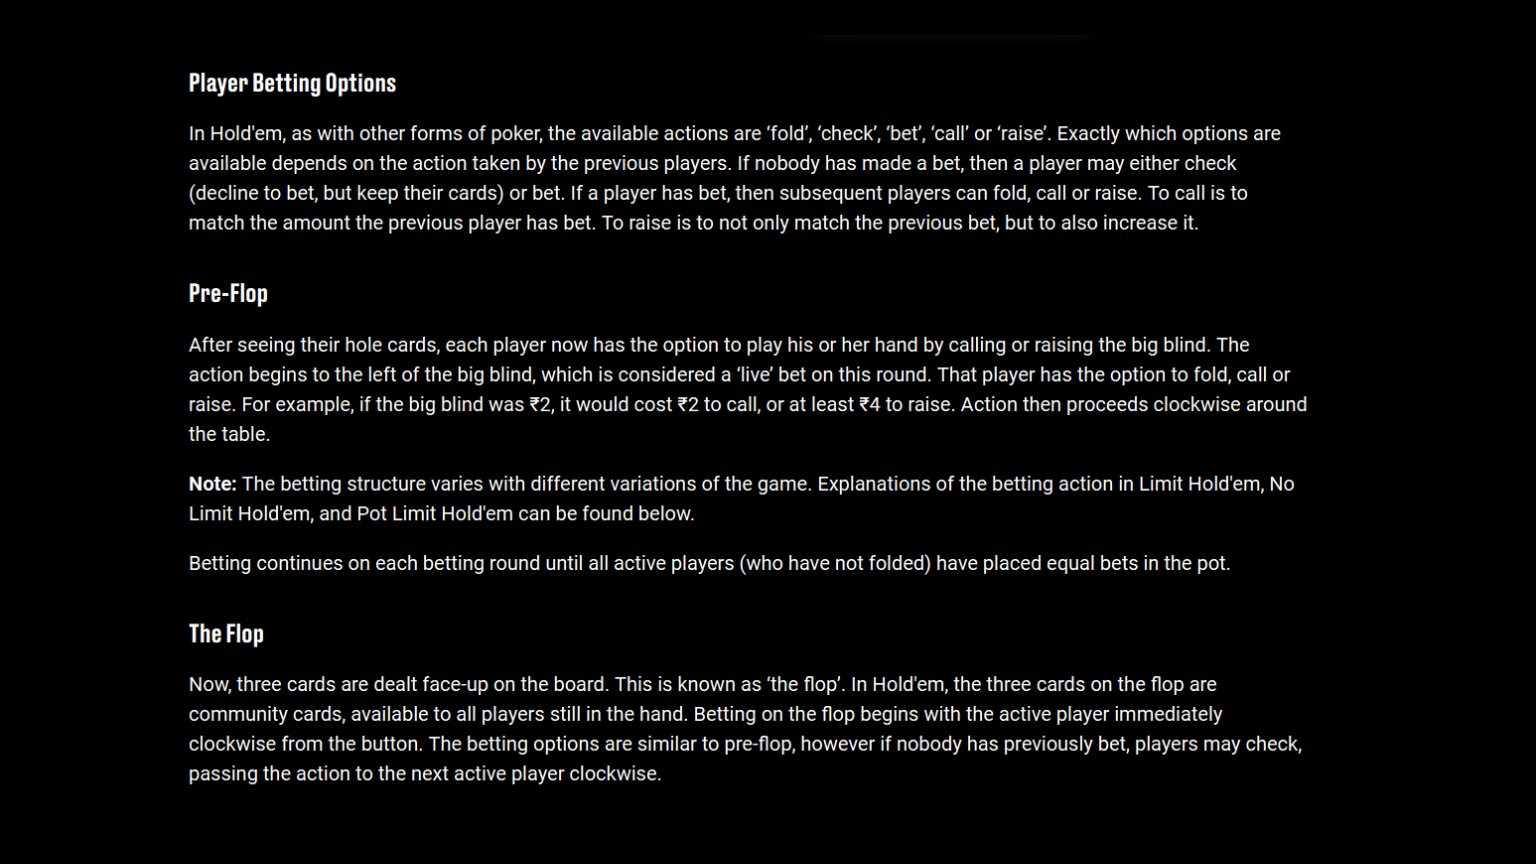 Player Betting Options
In Hold'em, as with other forms of poker, the available actions are ‘fold’, ‘check’, ‘bet’, ‘call’ or ‘raise’. Exactly which options are
available depends on the action taken by the previous players. If nobody has made a bet, then a player may either check
(decline to bet, but keep their cards) or bet. If a player has bet, then subsequent players can fold, call or raise. To call is to
match the amount the previous player has bet. To raise is to not only match the previous bet, but to also increase it.
Pre-Flop
After seeing their hole cards, each player now has the option to play his or her hand by calling or raising the big blind. The
action begins to the left of the big blind, which is considered a ‘live’ bet on this round. That player has the option to fold, call or
raise. For example, if the big blind was ₹2, it would cost ₹2 to call, or at least ₹4 to raise. Action then proceeds clockwise around
the table.
Note: The betting structure varies with different variations of the game. Explanations of the betting action in Limit Hold'em, No
Limit Hold'em, and Pot Limit Hold'em can be found below.
Betting continues on each betting round until all active players (who have not folded) have placed equal bets in the pot.
The Flop
Now, three cards are dealt face-up on the board. This is known as ‘the flop’. In Hold'em, the three cards on the flop are
community cards, available to all players still in the hand. Betting on the flop begins with the active player immediately
clockwise from the button. The betting options are similar to pre-flop, however if nobody has previously bet, players may check,
passing the action to the next active player clockwise.